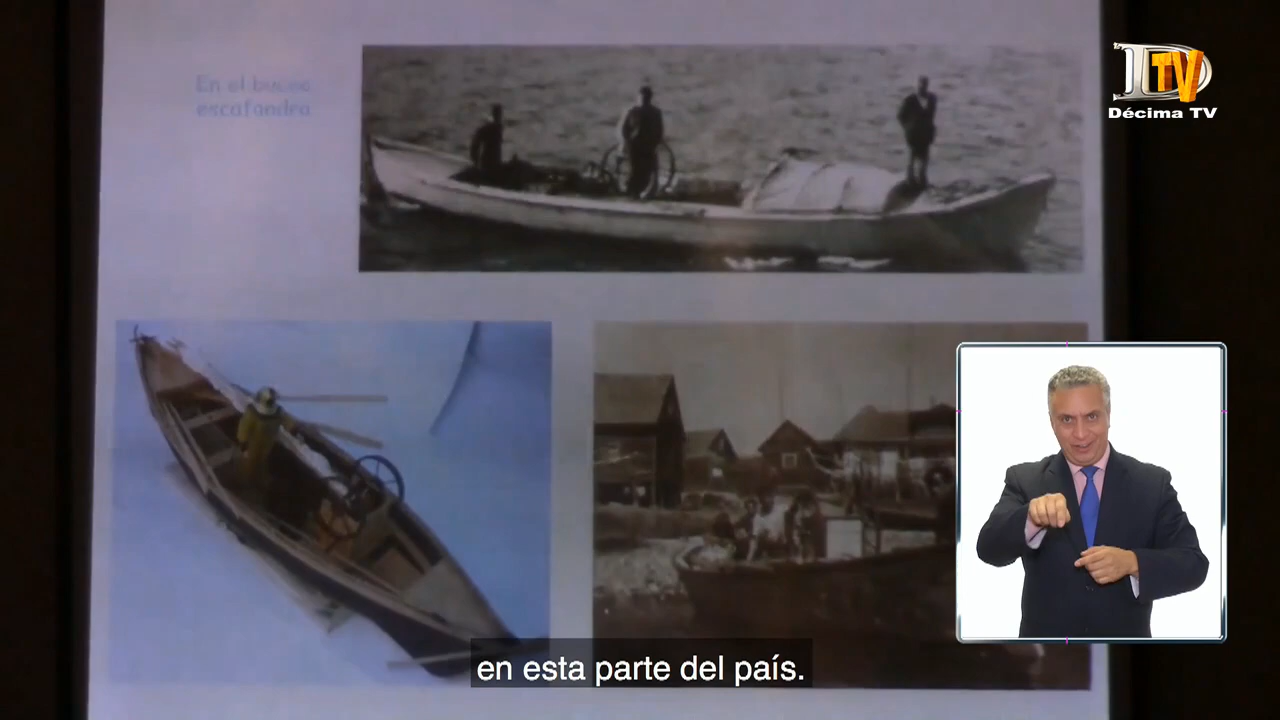 En el buceo
escafandra
DTV
Décima TV
en esta parte del país.